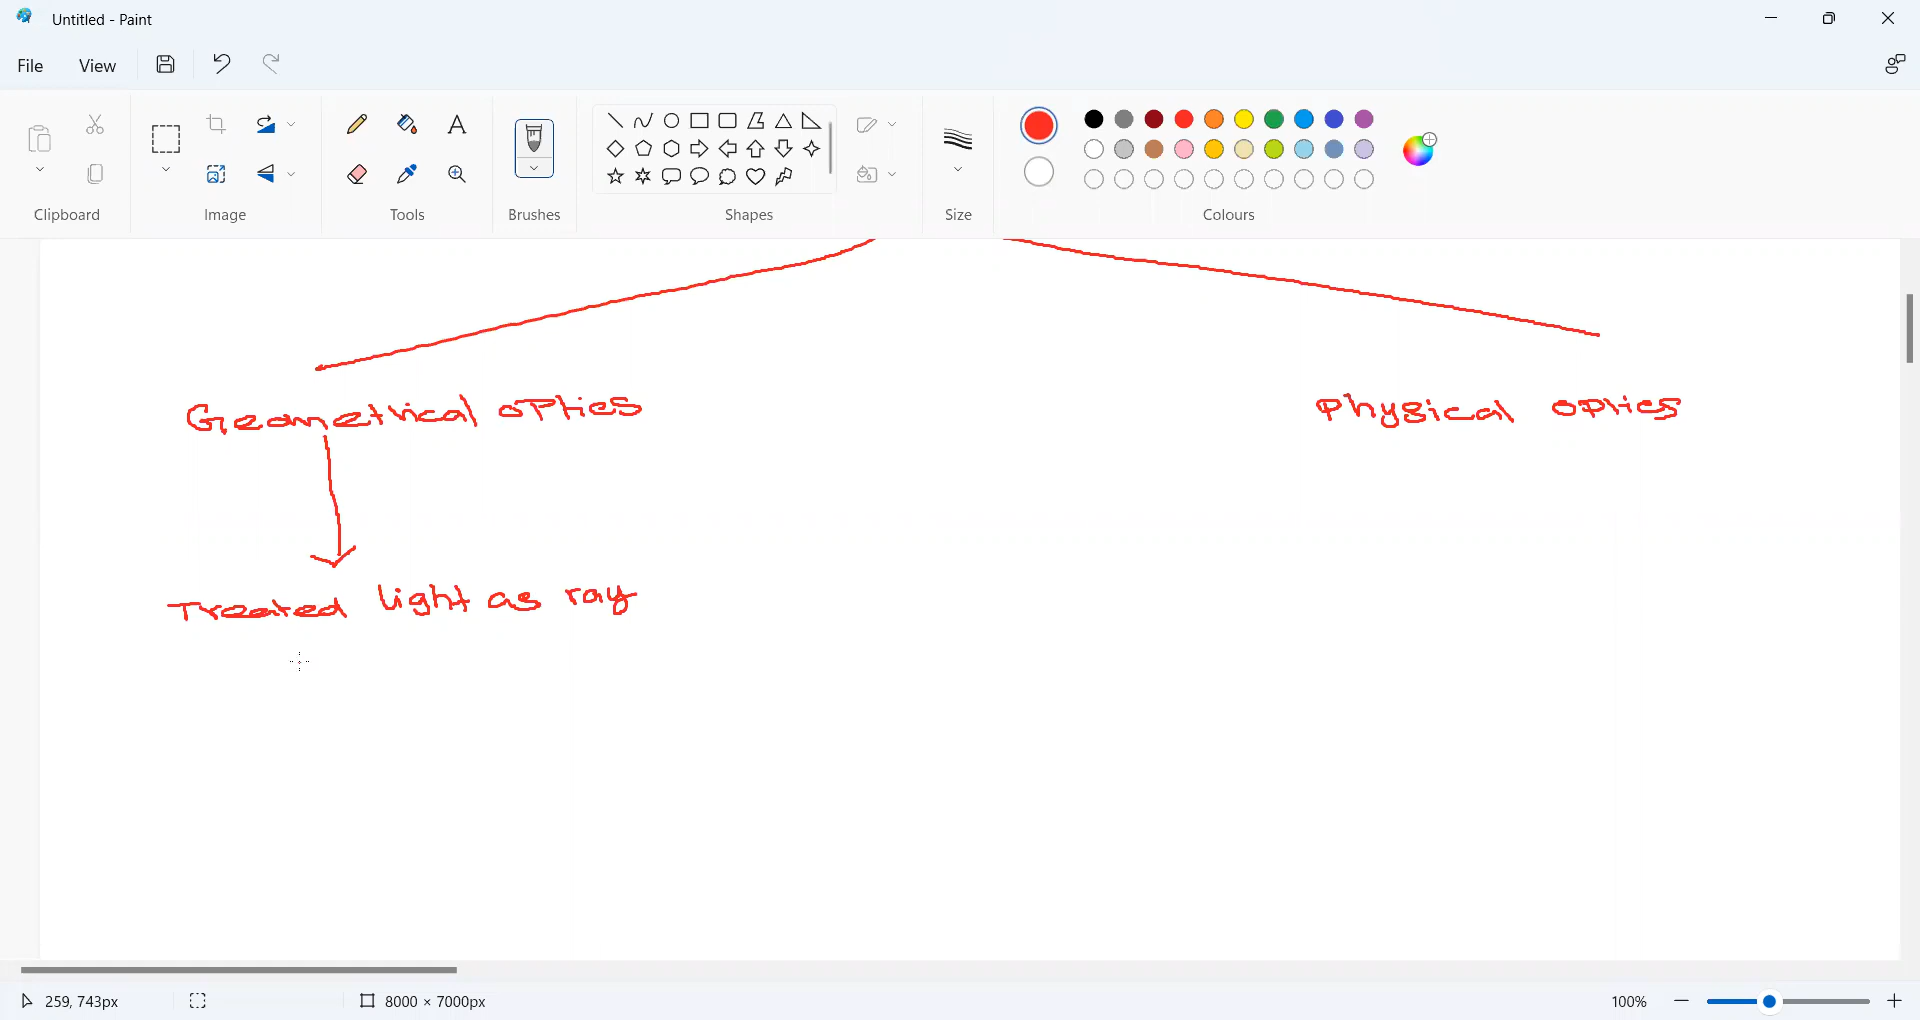 Untitled - Paint
File View
Clipboard Image Tools Brushes Shapes Size Colours
Geometrical optics Physical optics
Treated light as ray
259, 743px 8000 × 7000px 100%